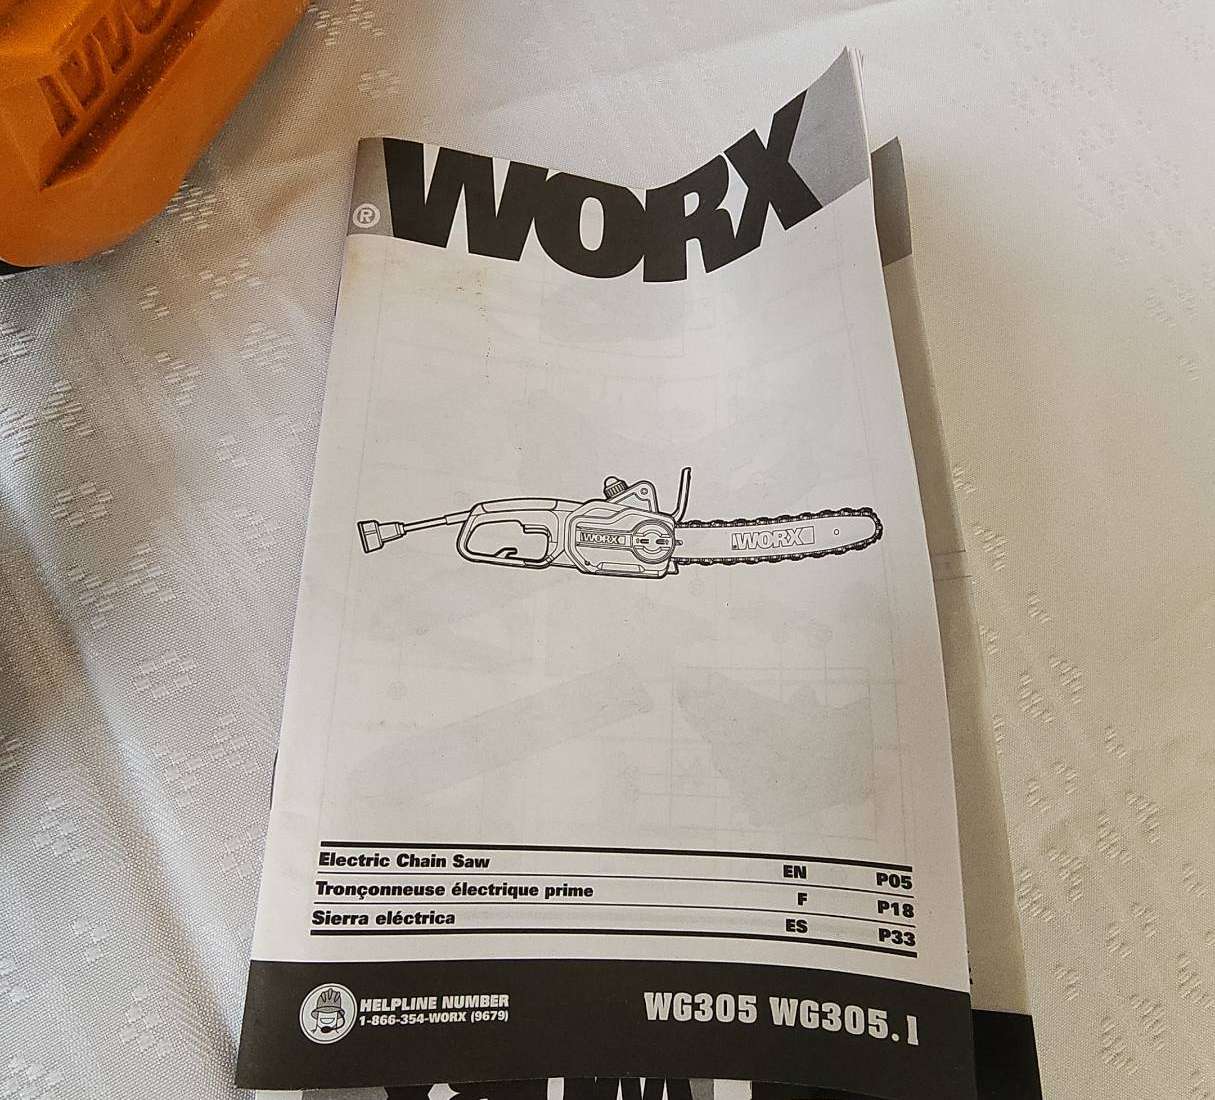 WORX
®
WORX
WORX
Electric Chain Saw EN P05
Tronçonneuse électrique prime F P18
Sierra eléctrica ES P33
HELPLINE NUMBER
1-866-354-WORX (9679)
WG305 WG305.1